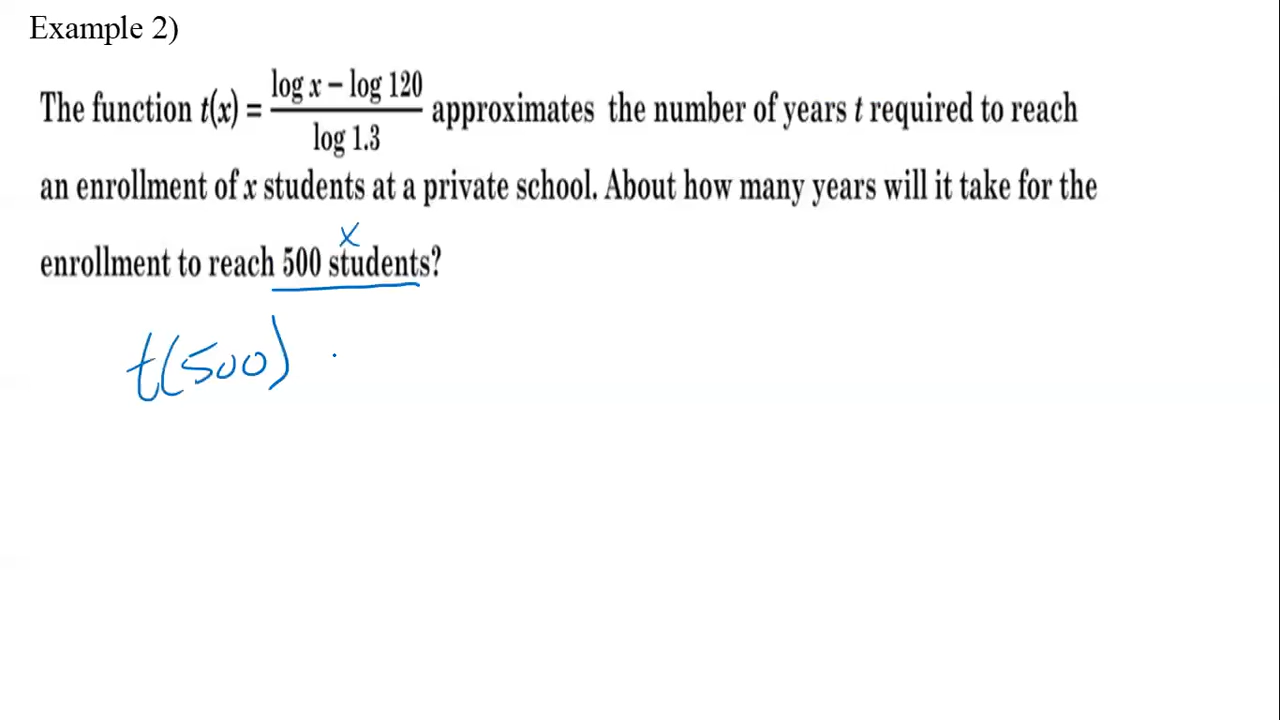 Example 2)
The function t(x) = \frac{log x – log 120}{log 1.3} approximates the number of years t required to reach
an enrollment of x students at a private school. About how many years will it take for the
x
enrollment to reach 500 students?
t(500)